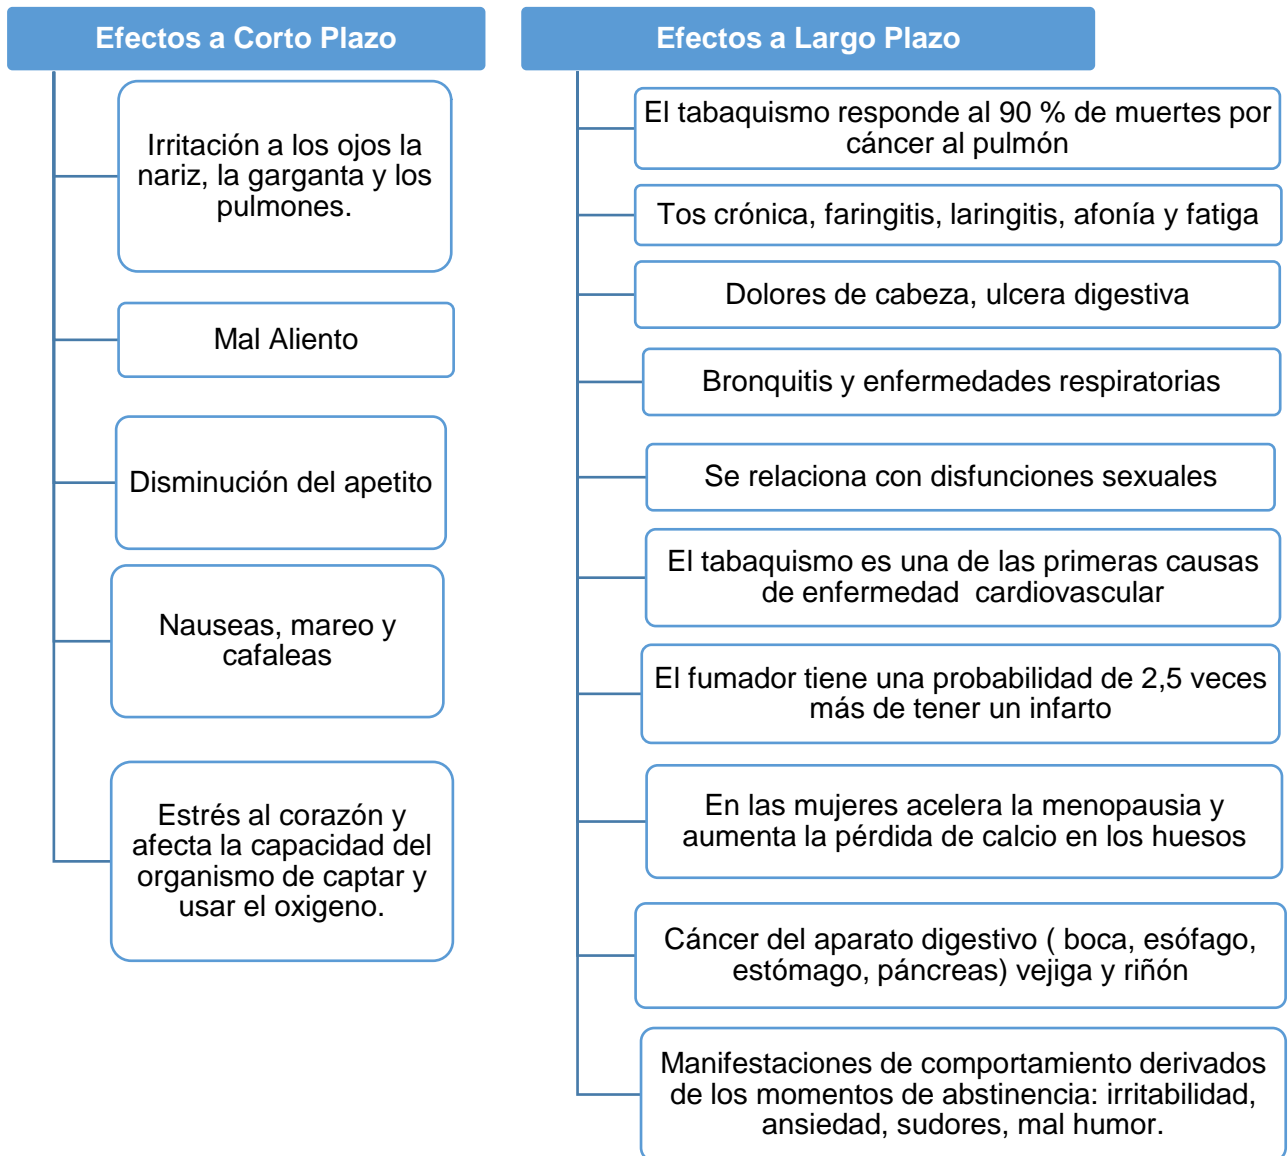 Efectos a Corto Plazo
Irritación a los ojos la
nariz, la garganta y los
pulmones.
Mal Aliento
Disminución del apetito
Nauseas, mareo y
cafaleas
Estrés al corazón y
afecta la capacidad del
organismo de captar y
usar el oxigeno.
Efectos a Largo Plazo
El tabaquismo responde al 90 % de muertes por
cáncer al pulmón
Tos crónica, faringitis, laringitis, afonía y fatiga
Dolores de cabeza, ulcera digestiva
Bronquitis y enfermedades respiratorias
Se relaciona con disfunciones sexuales
El tabaquismo es una de las primeras causas
de enfermedad  cardiovascular
El fumador tiene una probabilidad de 2,5 veces
más de tener un infarto
En las mujeres acelera la menopausia y
aumenta la pérdida de calcio en los huesos
Cáncer del aparato digestivo ( boca, esófago,
estómago, páncreas) vejiga y riñón
Manifestaciones de comportamiento derivados
de los momentos de abstinencia: irritabilidad,
ansiedad, sudores, mal humor.